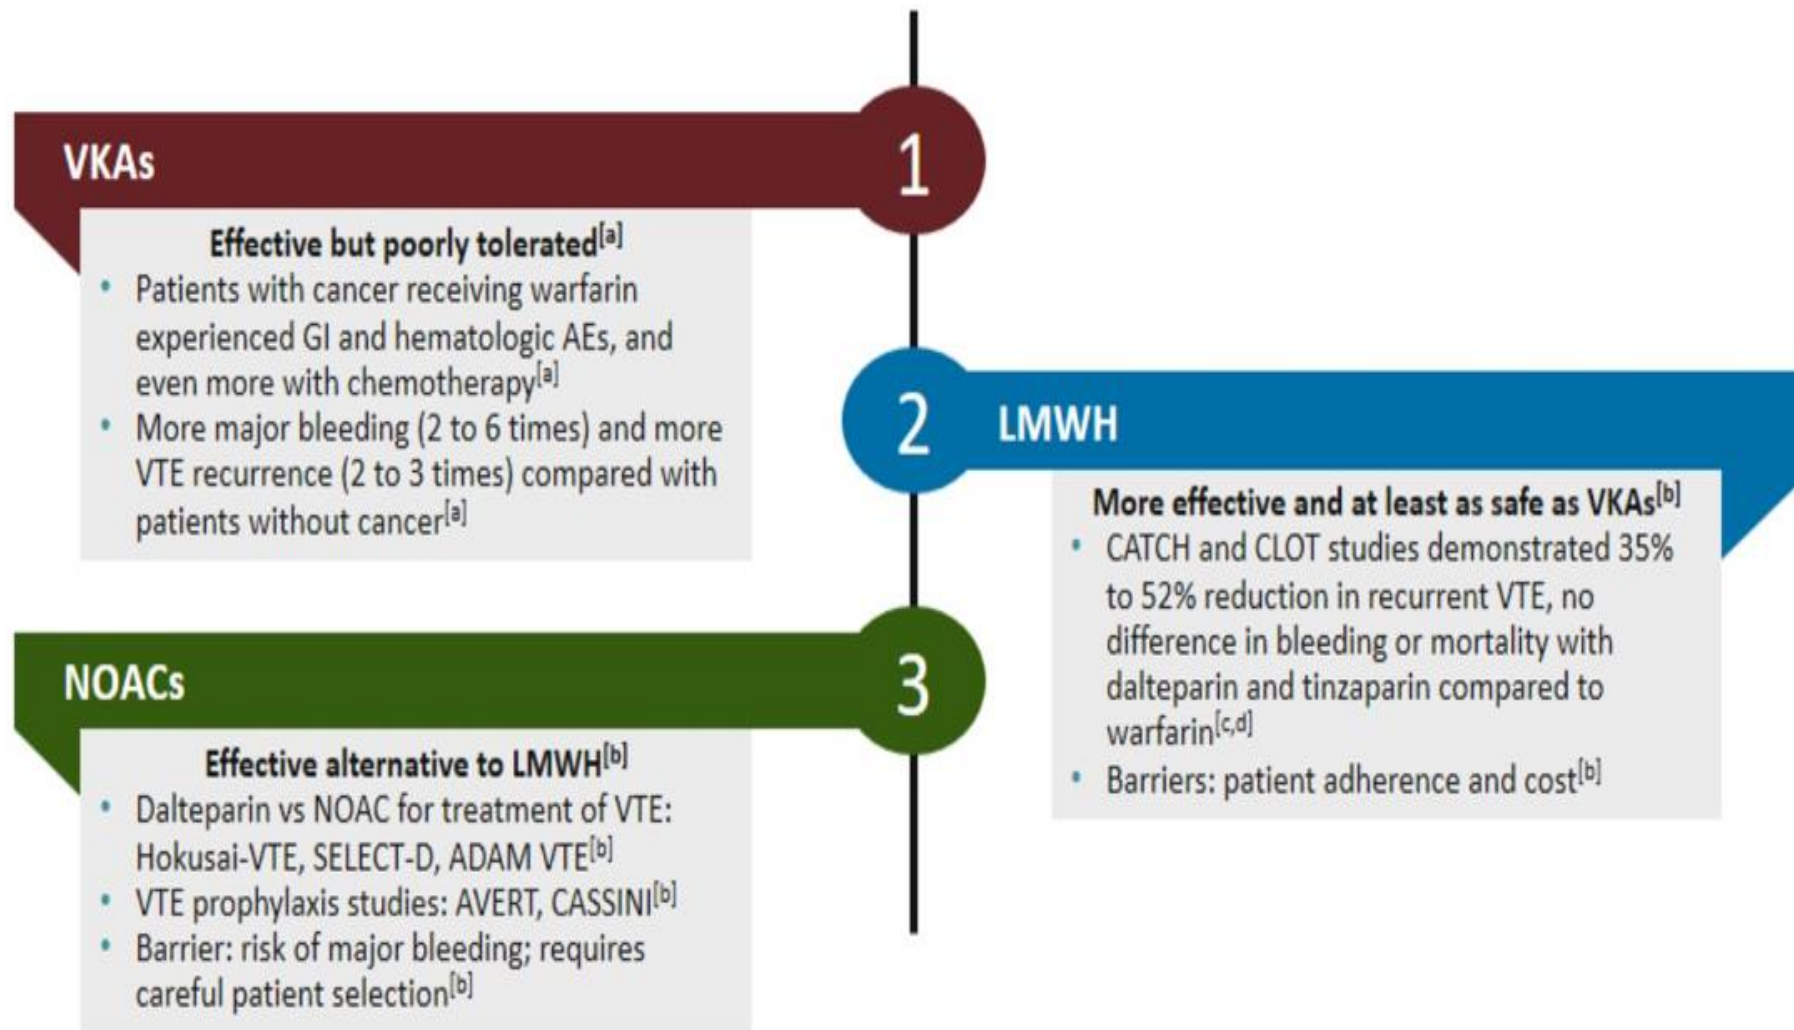 1
VKAs
Effective but poorly tolerated[a]
• Patients with cancer receiving warfarin
experienced GI and hematologic AEs, and
even more with chemotherapy[a]
• More major bleeding (2 to 6 times) and more
VTE recurrence (2 to 3 times) compared with
patients without cancer[a]
2
LMWH
More effective and at least as safe as VKAs[b]
• CATCH and CLOT studies demonstrated 35%
to 52% reduction in recurrent VTE, no
difference in bleeding or mortality with
dalteparin and tinzaparin compared to
warfarin[c,d]
• Barriers: patient adherence and cost[b]
3
NOACs
Effective alternative to LMWH[b]
• Dalteparin vs NOAC for treatment of VTE:
Hokusai-VTE, SELECT-D, ADAM VTE[b]
• VTE prophylaxis studies: AVERT, CASSINI[b]
• Barrier: risk of major bleeding; requires
careful patient selection[b]